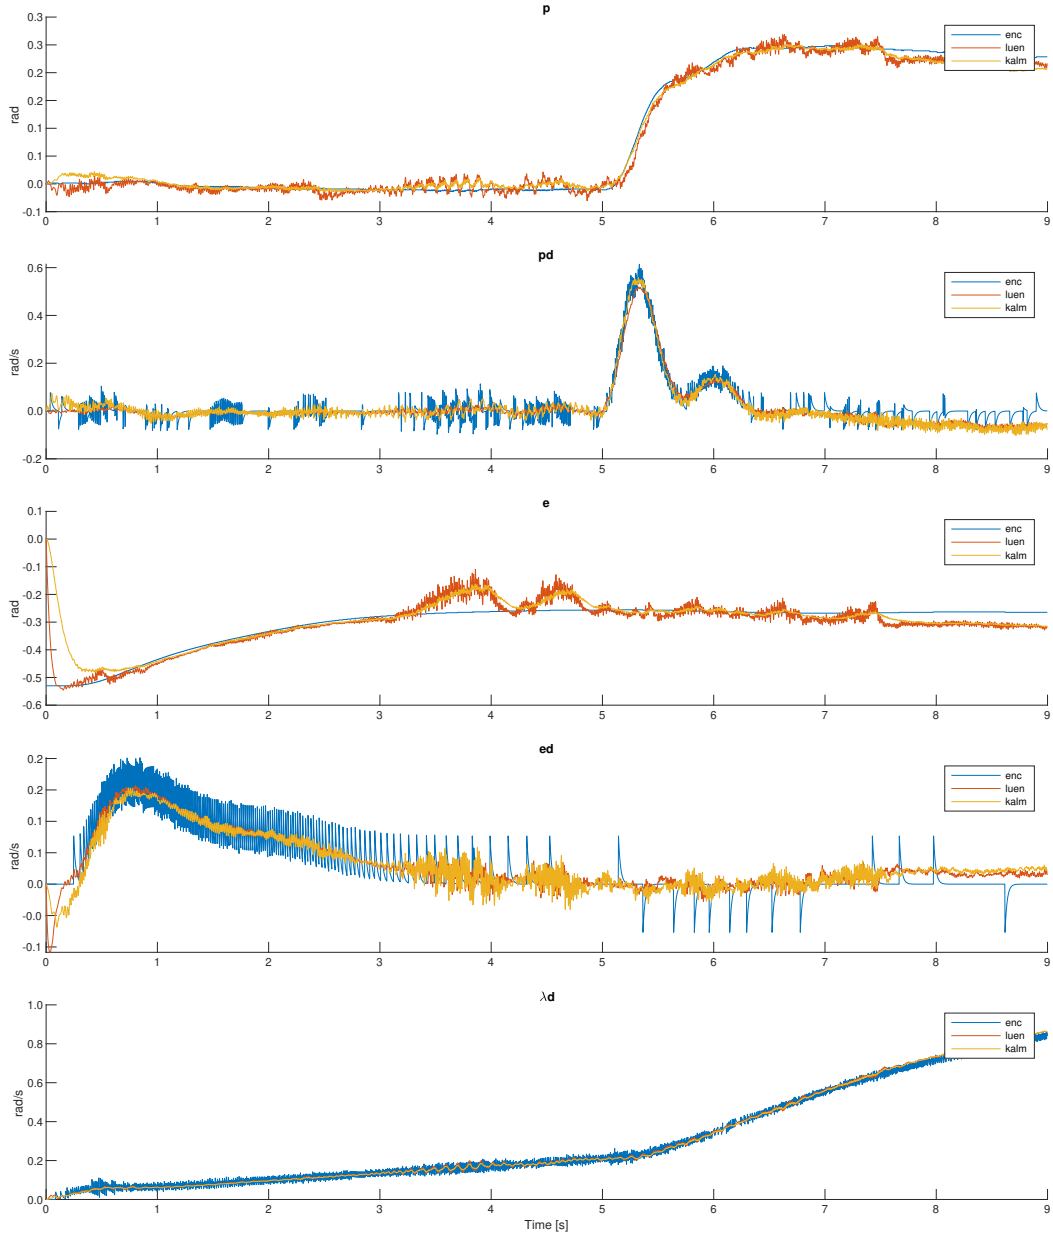 p
0.3
0.3
0.2
0.2
0.1
0.1
0.0
-0.1
rad
0 1 2 3 4 5 6 7 8 9
enc
luen
kalm
pd
0.6
0.4
0.2
0.0
-0.2
rad/s
0 1 2 3 4 5 6 7 8 9
enc
luen
kalm
e
0.1
0.0
-0.1
-0.2
-0.3
-0.4
-0.5
-0.6
rad
0 1 2 3 4 5 6 7 8 9
enc
luen
kalm
ed
0.2
0.2
0.1
0.1
0.0
-0.0
-0.1
rad/s
0 1 2 3 4 5 6 7 8 9
enc
luen
kalm
λd
1.0
0.8
0.6
0.4
0.2
0.0
rad/s
0 1 2 3 4 5 6 7 8 9
enc
luen
kalm
Time [s]